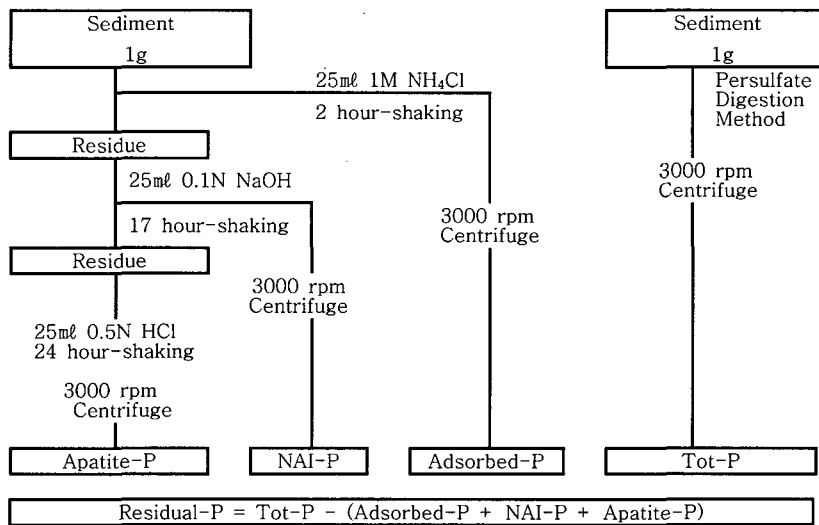 Sediment
1g
Sediment
1g
25㎖ 1M NH₄Cl
2 hour-shaking
Persulfate
Digestion
Method
Residue
25㎖ 0.1N NaOH
17 hour-shaking
3000 rpm
Centrifuge
3000 rpm
Centrifuge
Residue
3000 rpm
Centrifuge
25㎖ 0.5N HCl
24 hour-shaking
3000 rpm
Centrifuge
Apatite-P
NAI-P
Adsorbed-P
Tot-P
Residual-P = Tot-P - (Adsorbed-P + NAI-P + Apatite-P)